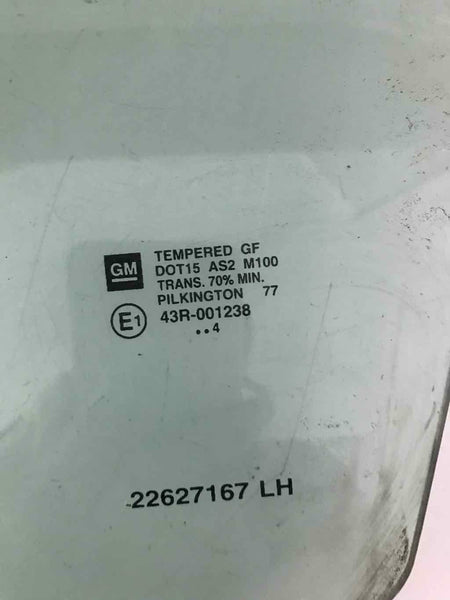 GM
TEMPERED GF
DOT15 AS2 M100
TRANS. 70% MIN.
PILKINGTON 77
E1 43R-001238
..4
22627167 LH